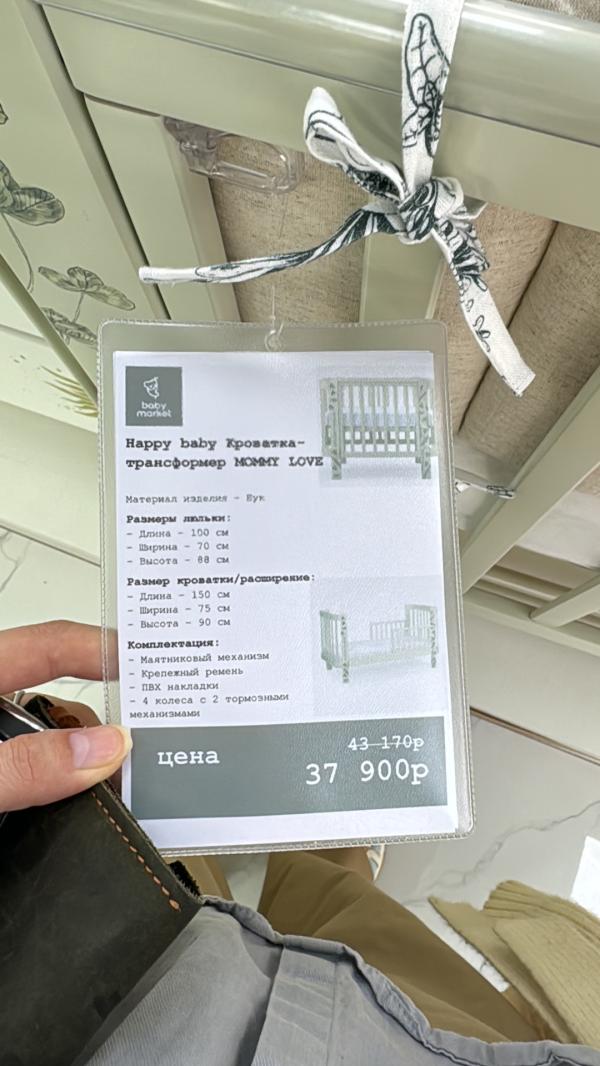 baby
market
Happy baby Кроватка-
трансформер MOMMY LOVE
Материал изделия - Бук
Размеры люльки:
- Длина - 100 см
- Ширина - 70 см
- Высота - 88 см
Размер кроватки/расширение:
- Длина - 150 см
- Ширина - 75 см
- Высота - 90 см
Комплектация:
- Маятниковый механизм
- Крепежный ремень
- ПВХ накладки
- 4 колеса с 2 тормозными
механизмами
цена
43 170р
37 900р